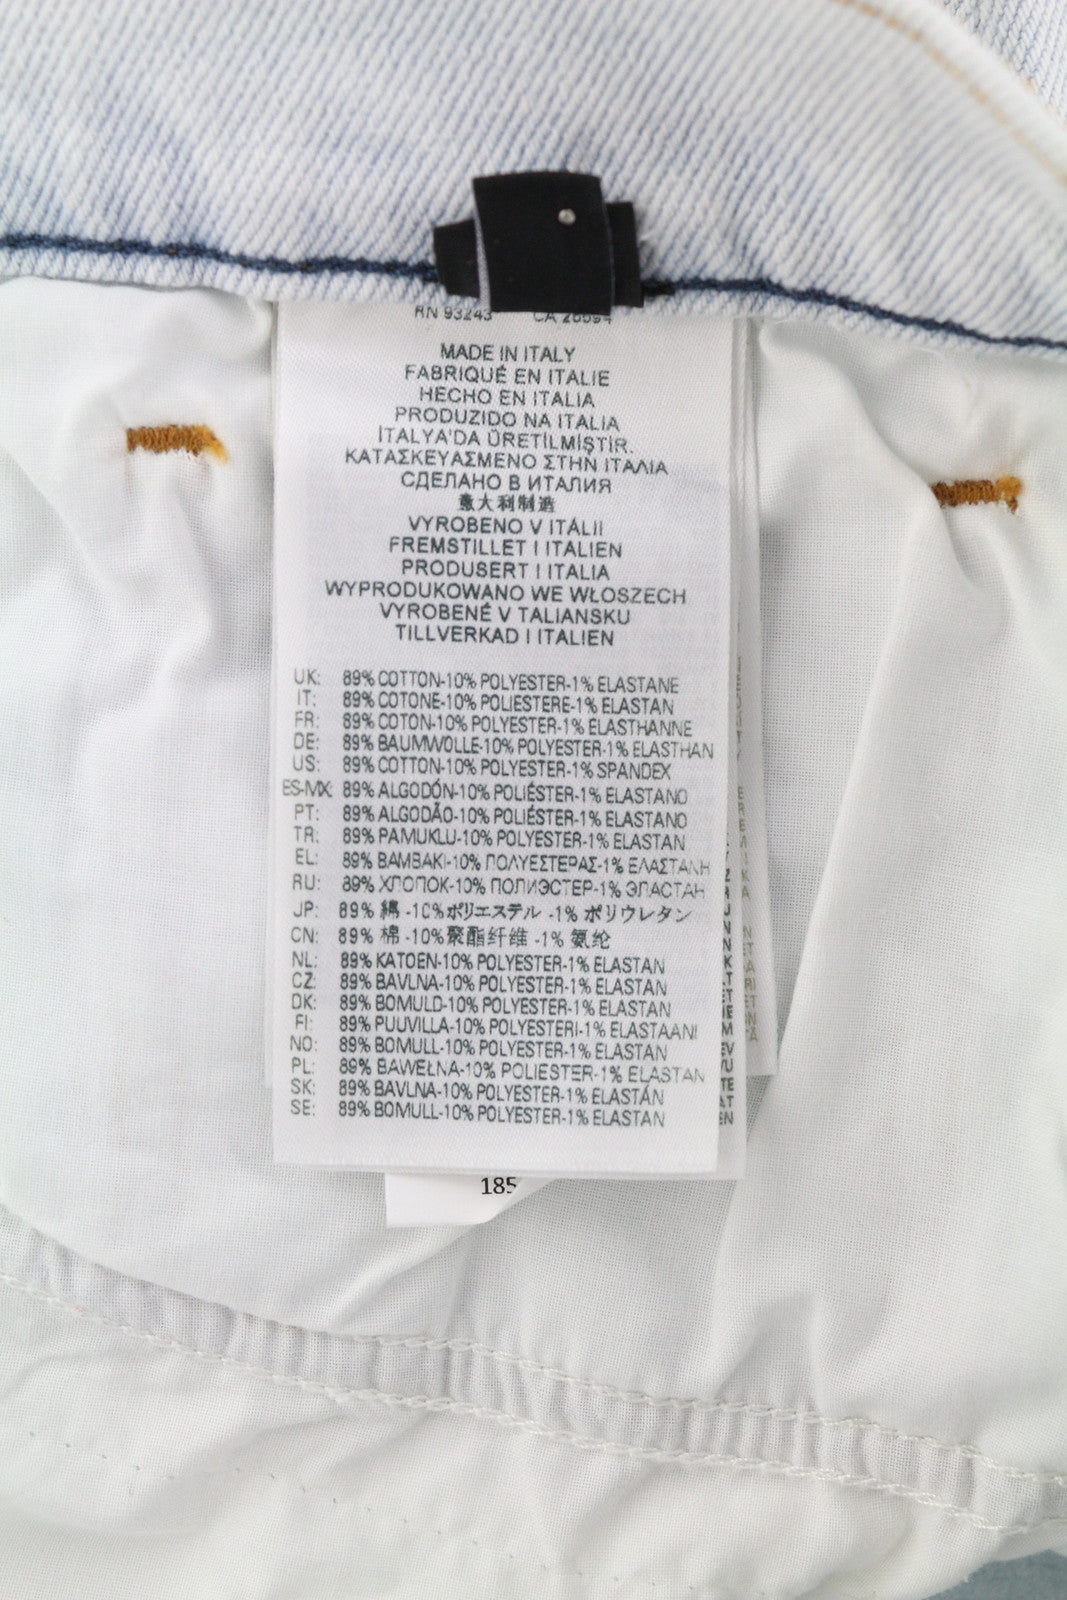 RN 93243 CA 26594
MADE IN ITALY
FABRIQUÉ EN ITALIE
HECHO EN ITALIA
PRODUZIDO NA ITALIA
İTALYA'DA ÜRETİLMİŞTİR.
ΚΑΤΑΣΚΕΥΑΣΜΕΝΟ ΣΤΗΝ ΙΤΑΛΙΑ
СДЕЛАНО В ИТАЛИЯ
意大利制造
VYROBENO V ITÁLII
FREMSTILLET I ITALIEN
PRODUSERT I ITALIA
WYPRODUKOWANO WE WŁOSZECH
VYROBENÉ V TALIANSKU
TILLVERKAD I ITALIEN
UK: 89% COTTON-10% POLYESTER-1% ELASTANE
IT: 89% COTONE-10% POLIESTERE-1% ELASTAN
FR: 89% COTON-10% POLYESTER-1% ELASTHANNE
DE: 89% BAUMWOLLE-10% POLYESTER-1% ELASTHAN
US: 89% COTTON-10% POLYESTER-1% SPANDEX
ES-MX: 89% ALGODÓN-10% POLIÉSTER-1% ELASTANO
PT: 89% ALGODÃO-10% POLIÉSTER-1% ELASTANO
TR: 89% PAMUKLU-10% POLYESTER-1% ELASTAN
EL: 89% ΒΑΜΒΑΚΙ-10% ΠΟΛΥΕΣΤΕΡΑΣ-1% ΕΛΑΣΤΑΝΗ
RU: 89% ХЛОПОК-10% ПОЛИЭСТЕР-1% ЭЛАСТАН
JP: 89% 綿 -10%ポリエステル -1% ポリウレタン
CN: 89% 棉 -10%聚酯纤维 -1% 氨纶
NL: 89% KATOEN-10% POLYESTER-1% ELASTAN
CZ: 89% BAVLNA-10% POLYESTER-1% ELASTAN
DK: 89% BOMULD-10% POLYESTER-1% ELASTAN
FI: 89% PUUVILLA-10% POLYESTERI-1% ELASTAANI
NO: 89% BOMULL-10% POLYESTER-1% ELASTAN
PL: 89% BAWEŁNA-10% POLIESTER-1% ELASTAN
SK: 89% BAVLNA-10% POLYESTER-1% ELASTÁN
SE: 89% BOMULL-10% POLYESTER-1% ELASTAN
185